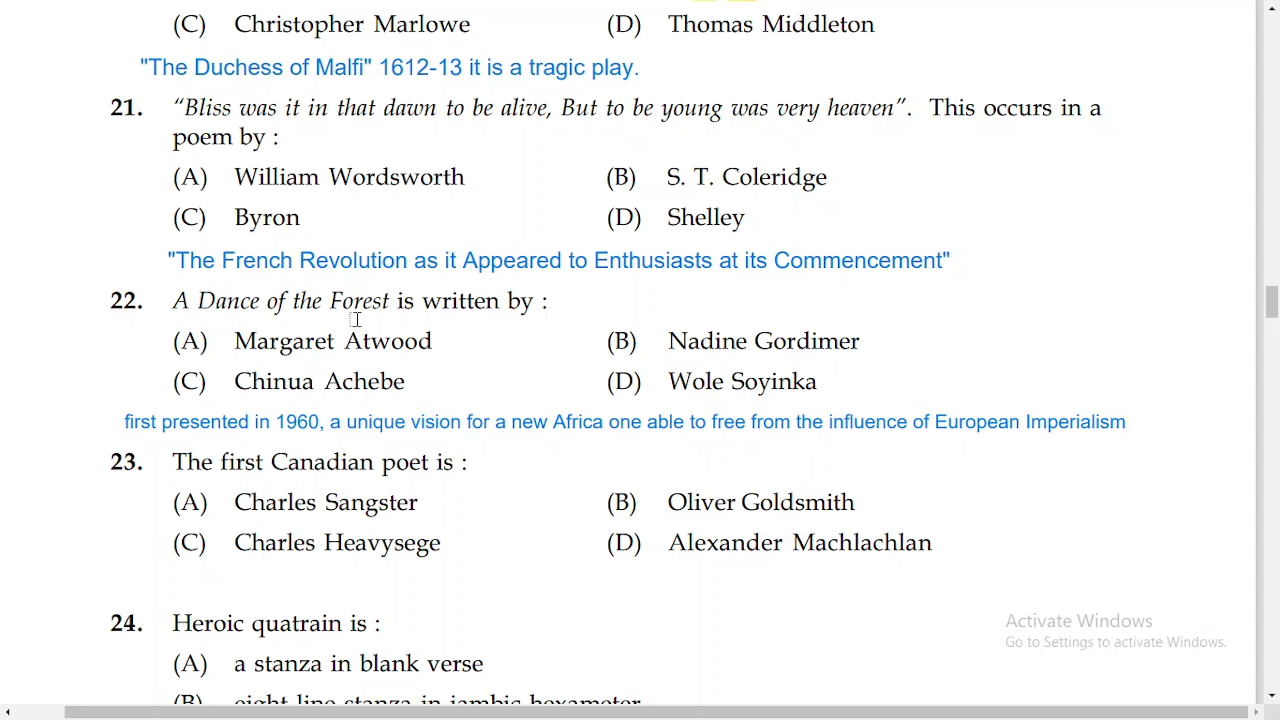 (C) Christopher Marlowe (D) Thomas Middleton
"The Duchess of Malfi" 1612-13 it is a tragic play.
21. "Bliss was it in that dawn to be alive, But to be young was very heaven". This occurs in a
poem by :
(A) William Wordsworth (B) S. T. Coleridge
(C) Byron (D) Shelley
"The French Revolution as it Appeared to Enthusiasts at its Commencement"
22. A Dance of the Forest is written by :
(A) Margaret Atwood (B) Nadine Gordimer
(C) Chinua Achebe (D) Wole Soyinka
first presented in 1960, a unique vision for a new Africa one able to free from the influence of European Imperialism
23. The first Canadian poet is :
(A) Charles Sangster (B) Oliver Goldsmith
(C) Charles Heavysege (D) Alexander Machlachlan
24. Heroic quatrain is :
(A) a stanza in blank verse
(B) eight line stanza in iambic hexameter
Activate Windows
Go to Settings to activate Windows.